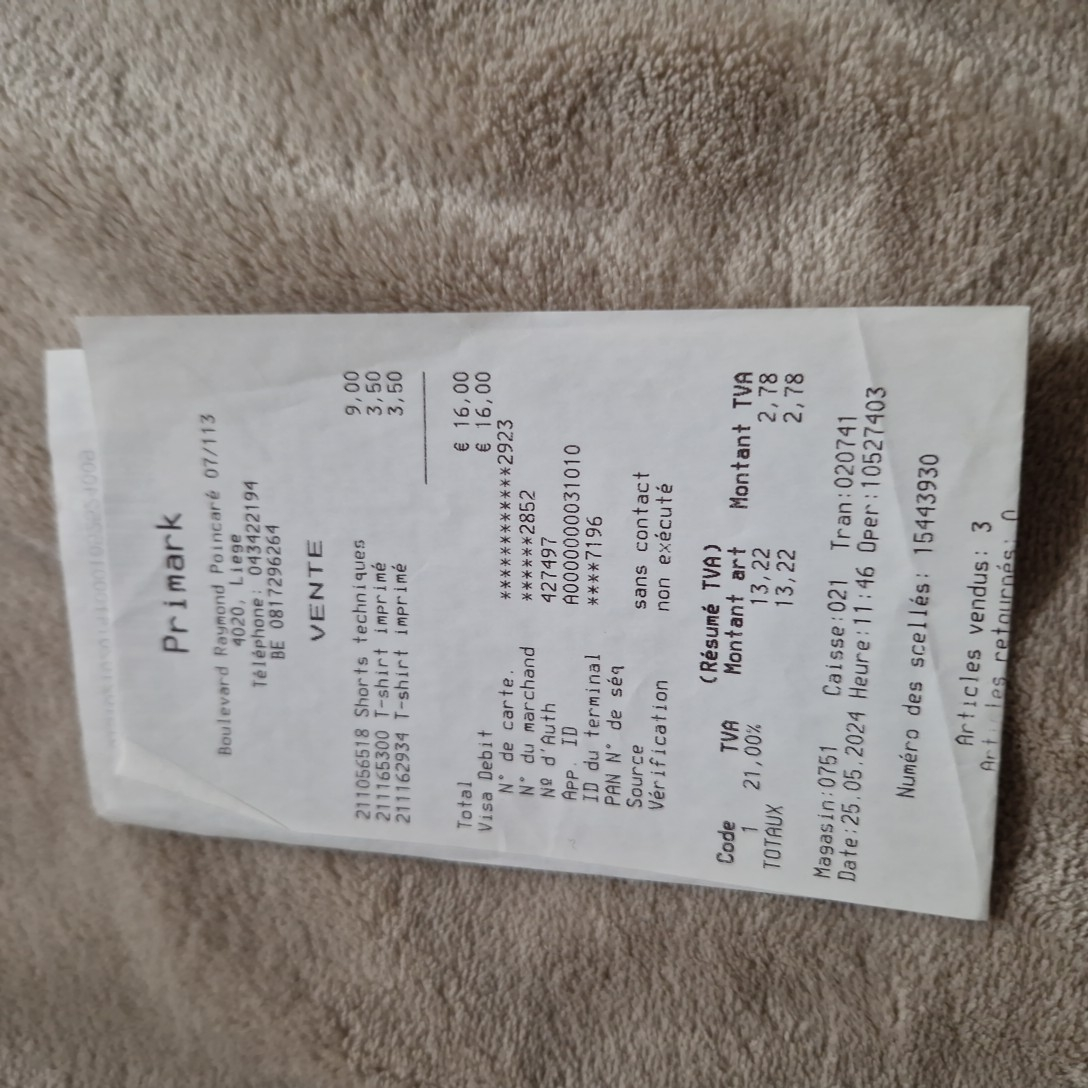 Primark
Boulevard Raymond Poincaré 07/113
4020, Liege
Téléphone: 043422194
BE 0817296264
VENTE
211056518 Shorts techniques 9,00
211165300 T-shirt imprimé 3,50
211162934 T-shirt imprimé 3,50
Total € 16,00
Visa Debit € 16,00
N° de carte. ************2923
N° du marchand ******2852
Nº d'Auth 427497
App. ID A0000000031010
ID du terminal ****7196
PAN N° de séq
Source sans contact
Vérification non exécuté
(Résumé TVA)
Code TVA Montant art Montant TVA
1 21,00% 13,22 2,78
TOTAUX 13,22 2,78
Magasin:0751 Caisse:021 Tran:020741
Date:25.05.2024 Heure:11:46 Oper:10527403
Numéro des scellés: 15443930
Articles vendus: 3
Articles retournés: 0